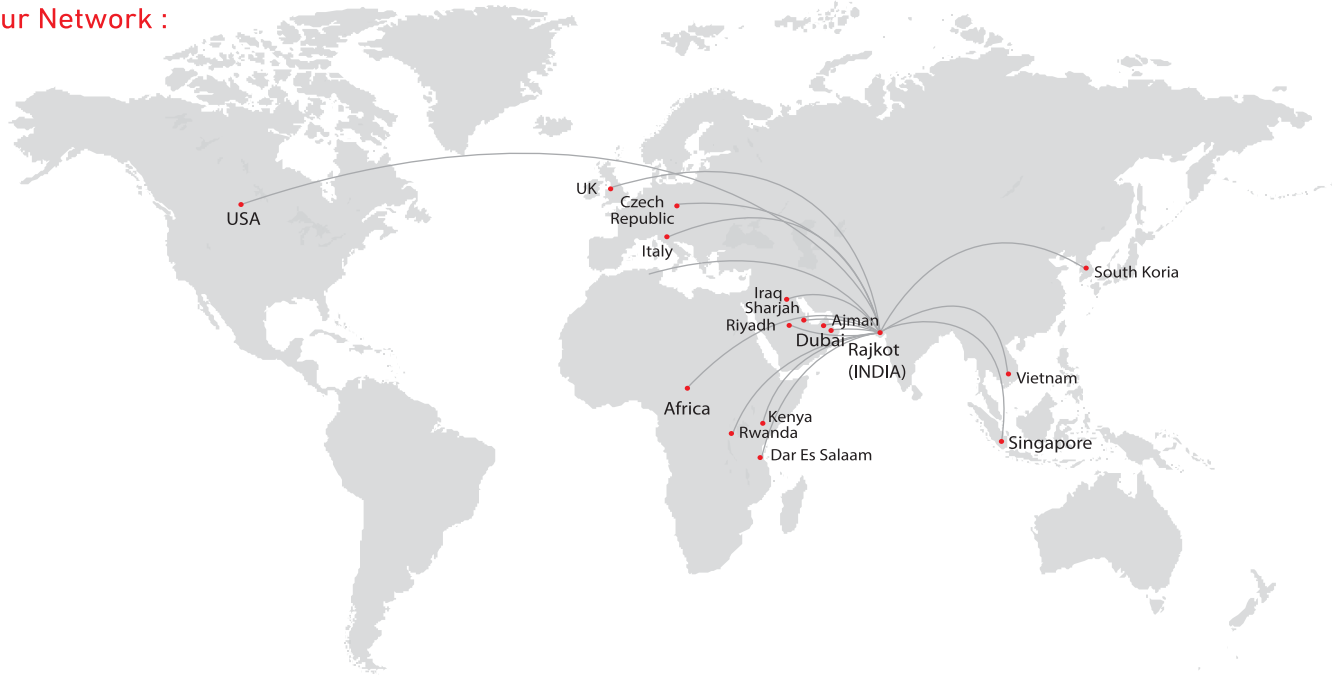 ur Network :
USA
UK
Czech
Republic
Italy
South Koria
Iraq
Sharjah
Riyadh
Ajman
Dubai
Rajkot
(INDIA)
Vietnam
Africa
Kenya
Rwanda
Singapore
Dar Es Salaam